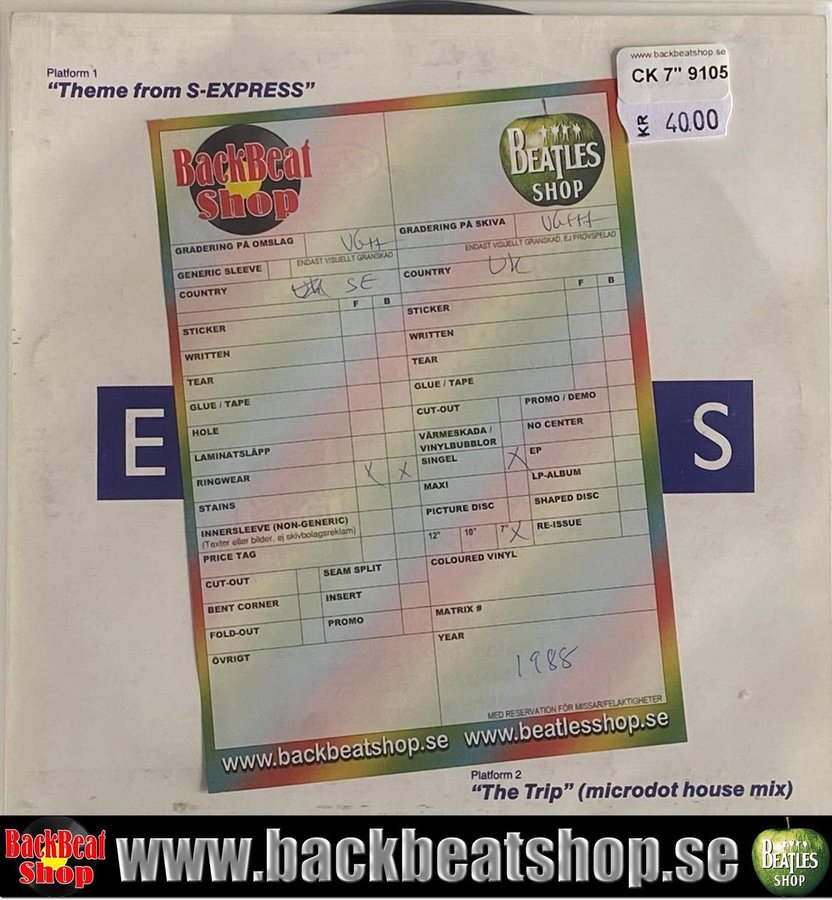 Platform 1
"Theme from S-EXPRESS"
www.backbeatshop.se
CK 7" 9105
KR 40.00
BackBeat
Shop
BEATLES
SHOP
GRADERING PÅ OMSLAG VG++
ENDAST VISUELLT GRANSKAD
GENERIC SLEEVE
COUNTRY UK SE
F B
STICKER
WRITTEN
TEAR
GLUE / TAPE
HOLE
LAMINATSLÄPP
RINGWEAR X X
STAINS
INNERSLEEVE (NON-GENERIC)
(Texter eller bilder, ej skivbolagsreklam)
PRICE TAG
CUT-OUT SEAM SPLIT
BENT CORNER INSERT
FOLD-OUT PROMO
ÖVRIGT
GRADERING PÅ SKIVA VG++
ENDAST VISUELLT GRANSKAD, EJ PROVSPELAD
COUNTRY UK
F B
STICKER
WRITTEN
TEAR
GLUE / TAPE
CUT-OUT PROMO / DEMO
VÄRMESKADA /
VINYLBUBBLOR NO CENTER
SINGEL X EP
MAXI LP-ALBUM
PICTURE DISC SHAPED DISC
12" 10" 7" X RE-ISSUE
COLOURED VINYL
MATRIX #
YEAR
1988
MED RESERVATION FÖR MISSAR/FELAKTIGHETER
www.backbeatshop.se www.beatlesshop.se
E S
Platform 2
"The Trip" (microdot house mix)
BackBeat
Shop
www.backbeatshop.se
BEATLES
SHOP